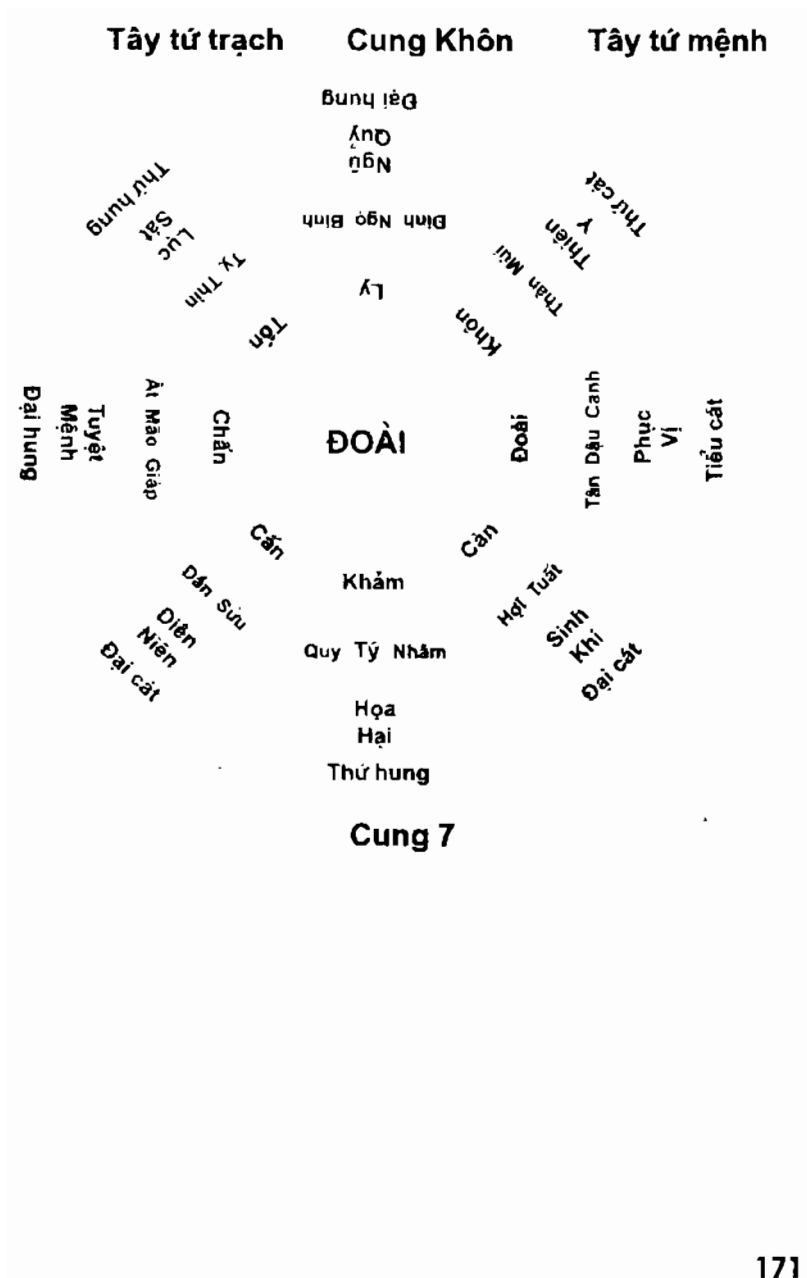 Tây tứ trạch Cung Khôn Tây tứ mệnh
Đại hung
Quỷ
Ngũ
Đinh Ngọ Bính
Ly
Thứ hung
Lục
Sát
Tỵ Thìn
Tốn
Thứ cát
Y
Thiên
Thân Mùi
Khôn
Đại hung
Tuyệt
Mệnh
Ất Mão Giáp
Chấn
ĐOÀI
Đoài
Tân Dậu Canh
Phục
Vị
Tiểu cát
Cấn
Dần Sửu
Diên
Niên
Đại cát
Khảm
Quy Tý Nhâm
Họa
Hại
Thứ hung
Càn
Hợi Tuất
Sinh
Khi
Đại cát
Cung 7
171